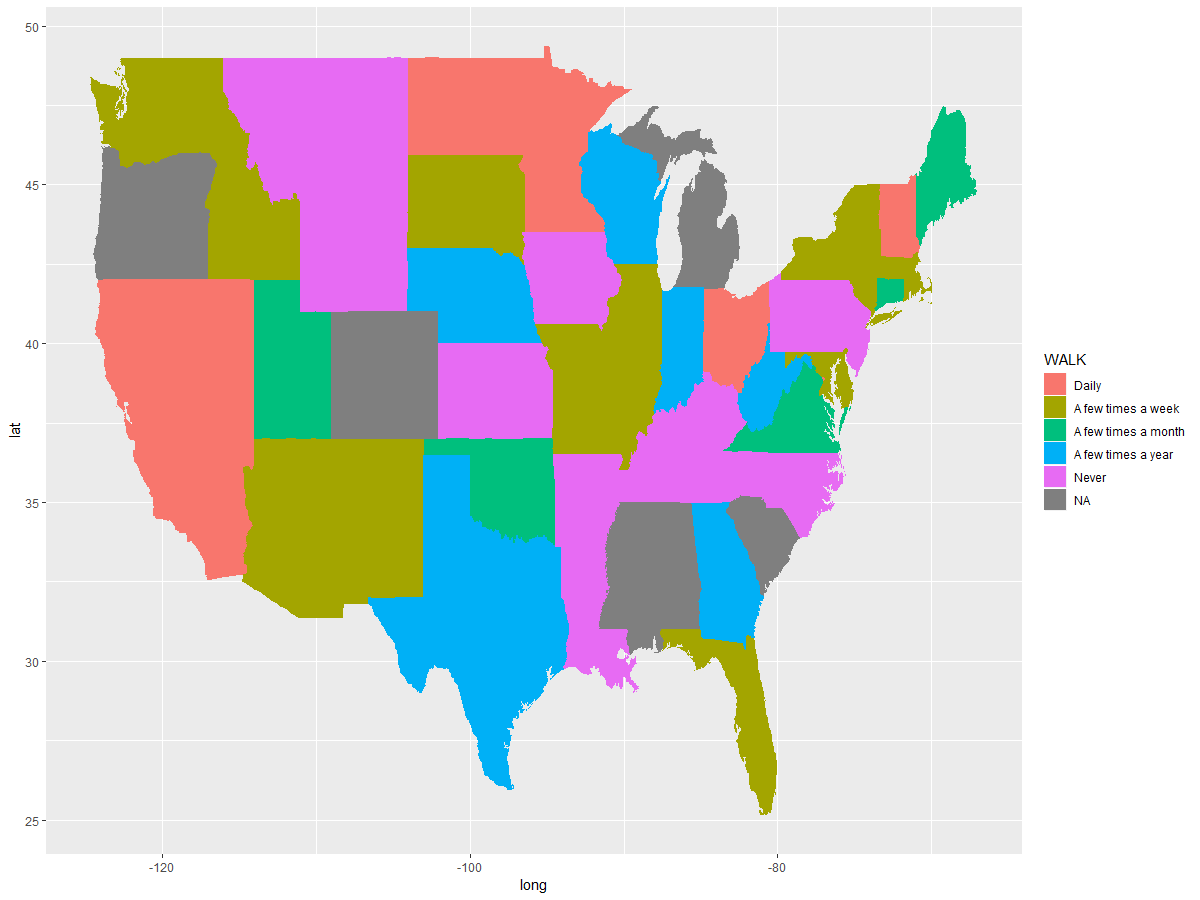 50
45
40
35
30
25
lat
-120
-100
-80
long
WALK
Daily
A few times a week
A few times a month
A few times a year
Never
NA